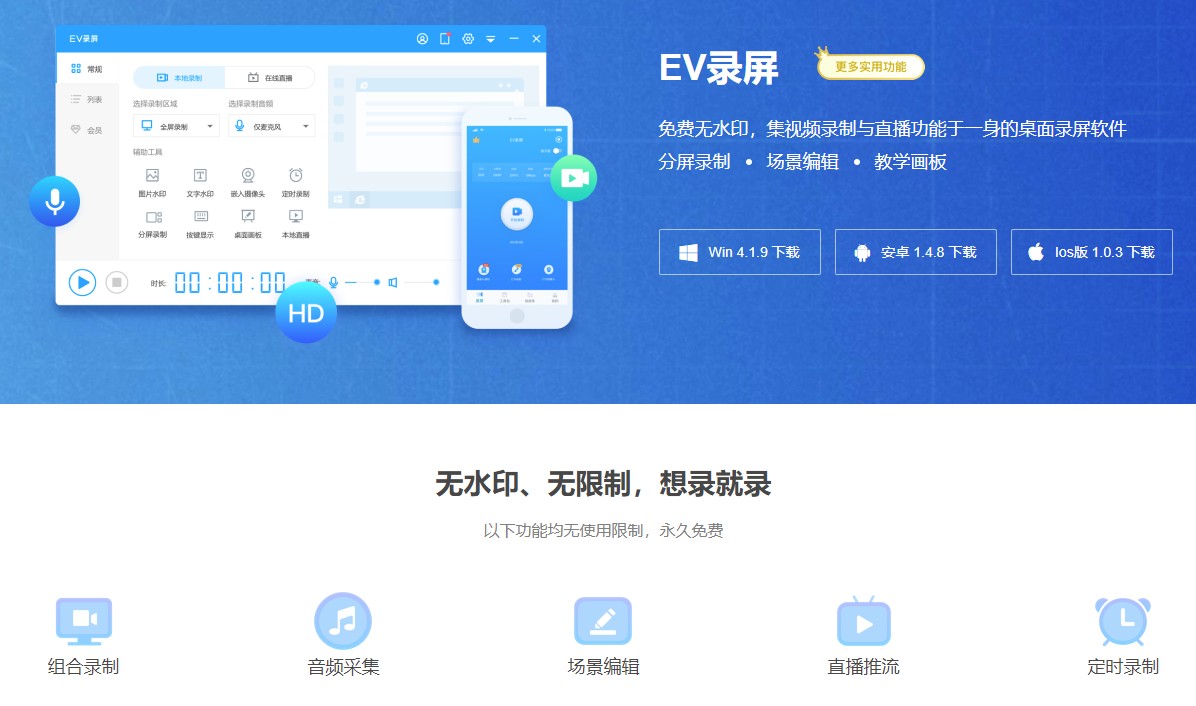 EV录屏
常规
列表
会员
本地录制
在线直播
选择录制区域
选择录制音频
全屏录制
仅麦克风
辅助工具
图片水印
文字水印
嵌入摄像头
定时录制
分屏录制
按键显示
桌面画板
本地直播
时长:
00:00:00
HD
EV录屏
EV录屏
更多实用功能
免费无水印，集视频录制与直播功能于一身的桌面录屏软件
分屏录制 • 场景编辑 • 教学画板
Win 4.1.9 下载
安卓 1.4.8 下载
Ios版 1.0.3 下载
无水印、无限制，想录就录
以下功能均无使用限制，永久免费
组合录制
音频采集
场景编辑
直播推流
定时录制